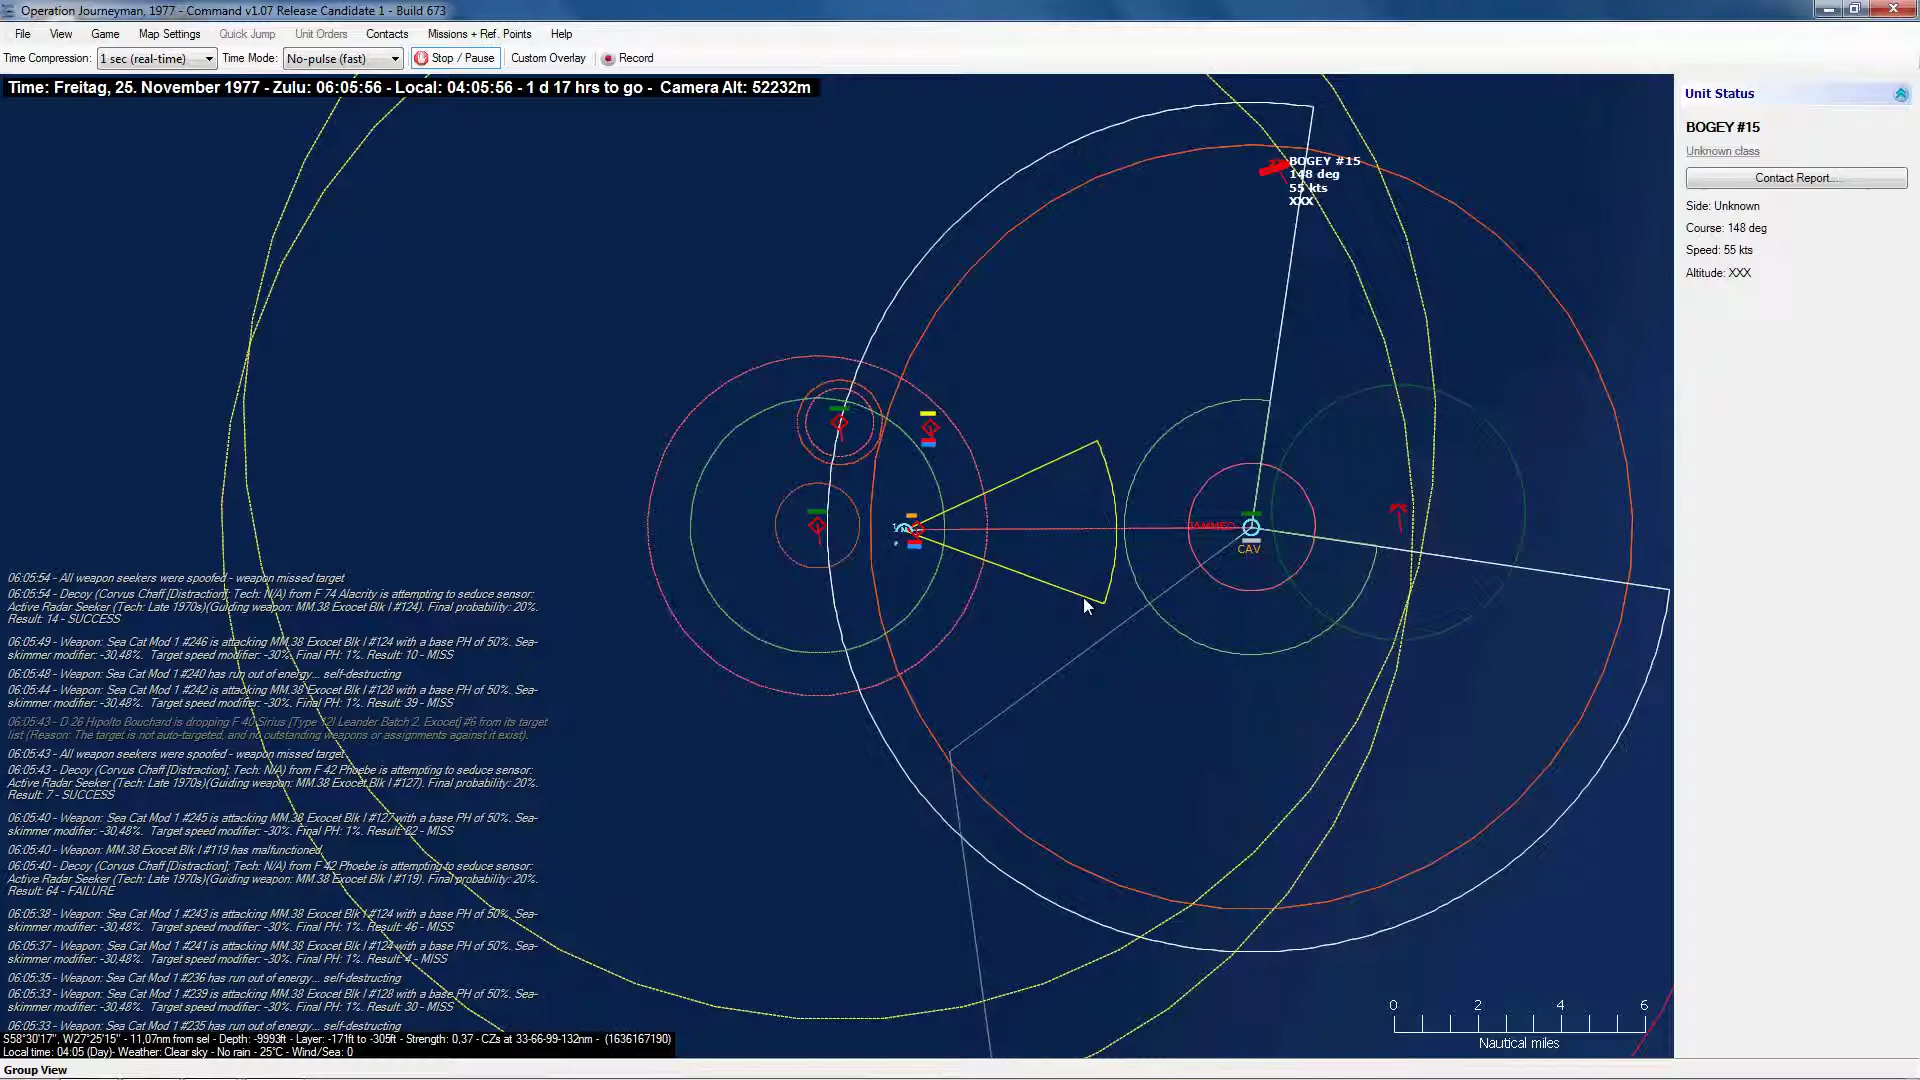 Operation Journeyman, 1977 - Command v1.07 Release Candidate 1 - Build 673
File View Game Map Settings Quick Jump Unit Orders Contacts Missions + Ref. Points Help
Time Compression: 1 sec (real-time) Time Mode: No-pulse (fast) Stop / Pause Custom Overlay Record
Time: Freitag, 25. November 1977 - Zulu: 06:05:56 - Local: 04:05:56 - 1 d 17 hrs to go - Camera Alt: 52232m
Unit Status
BOGEY #15
Unknown class
Contact Report...
Side: Unknown
Course: 148 deg
Speed: 55 kts
Altitude: XXX
BOGEY #15
148 deg
55 kts
XXX
JAMMED
CAV
06:05:54 - All weapon seekers were spoofed - weapon missed target
06:05:54 - Decoy (Corvus Chaff [Distraction]; Tech: N/A) from F 74 Alacrity is attempting to seduce sensor:
Active Radar Seeker (Tech: Late 1970s)(Guiding weapon: MM.38 Exocet Blk I #124). Final probability: 20%.
Result: 14 - SUCCESS
06:05:49 - Weapon: Sea Cat Mod 1 #246 is attacking MM.38 Exocet Blk I #124 with a base PH of 50%. Sea-
skimmer modifier: -30,48%. Target speed modifier: -30%. Final PH: 1%. Result: 10 - MISS
06:05:48 - Weapon: Sea Cat Mod 1 #240 has run out of energy... self-destructing
06:05:44 - Weapon: Sea Cat Mod 1 #242 is attacking MM.38 Exocet Blk I #128 with a base PH of 50%. Sea-
skimmer modifier: -30,48%. Target speed modifier: -30%. Final PH: 1%. Result: 39 - MISS
06:05:43 - D 26 Hipolto Bouchard is dropping F 40 Sirius [Type 12I Leander Batch 2, Exocet] #6 from its target
list (Reason: The target is not auto-targeted, and no outstanding weapons or assignments against it exist).
06:05:43 - All weapon seekers were spoofed - weapon missed target
06:05:43 - Decoy (Corvus Chaff [Distraction]; Tech: N/A) from F 42 Phoebe is attempting to seduce sensor:
Active Radar Seeker (Tech: Late 1970s)(Guiding weapon: MM.38 Exocet Blk I #127). Final probability: 20%.
Result: 7 - SUCCESS
06:05:40 - Weapon: Sea Cat Mod 1 #245 is attacking MM.38 Exocet Blk I #127 with a base PH of 50%. Sea-
skimmer modifier: -30,48%. Target speed modifier: -30%. Final PH: 1%. Result: 82 - MISS
06:05:40 - Weapon: MM.38 Exocet Blk I #119 has malfunctioned.
06:05:40 - Decoy (Corvus Chaff [Distraction]; Tech: N/A) from F 42 Phoebe is attempting to seduce sensor:
Active Radar Seeker (Tech: Late 1970s)(Guiding weapon: MM.38 Exocet Blk I #119). Final probability: 20%.
Result: 64 - FAILURE
06:05:38 - Weapon: Sea Cat Mod 1 #243 is attacking MM.38 Exocet Blk I #124 with a base PH of 50%. Sea-
skimmer modifier: -30,48%. Target speed modifier: -30%. Final PH: 1%. Result: 46 - MISS
06:05:37 - Weapon: Sea Cat Mod 1 #241 is attacking MM.38 Exocet Blk I #124 with a base PH of 50%. Sea-
skimmer modifier: -30,48%. Target speed modifier: -30%. Final PH: 1%. Result: 4 - MISS
06:05:35 - Weapon: Sea Cat Mod 1 #236 has run out of energy... self-destructing
06:05:33 - Weapon: Sea Cat Mod 1 #239 is attacking MM.38 Exocet Blk I #128 with a base PH of 50%. Sea-
skimmer modifier: -30,48%. Target speed modifier: -30%. Final PH: 1%. Result: 30 - MISS
06:05:33 - Weapon: Sea Cat Mod 1 #235 has run out of energy... self-destructing
S58°30'17", W27°25'15" - 11,07nm from sel - Depth: -9993ft - Layer: -171ft to -305ft - Strength: 0,37 - CZs at 33-66-99-132nm - (1636167190)
Local time: 04:05 (Day)- Weather: Clear sky - No rain - 25°C - Wind/Sea: 0
0 2 4 6
Nautical miles
Group View